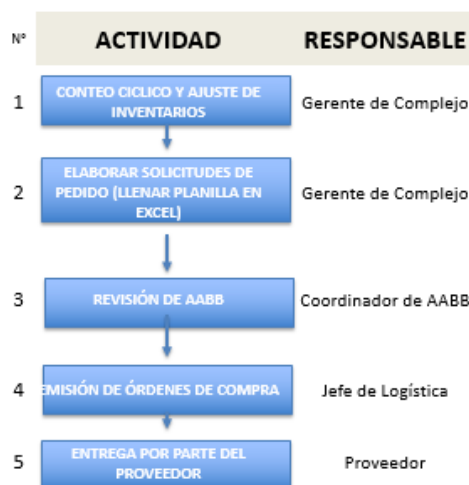 Nº ACTIVIDAD RESPONSABLE
1 CONTEO CICLICO Y AJUSTE DE
INVENTARIOS Gerente de Complejo
2 ELABORAR SOLICITUDES DE
PEDIDO (LLENAR PLANILLA EN
EXCEL) Gerente de Complejo
3 REVISIÓN DE AABB Coordinador de AABB
4 EMISIÓN DE ÓRDENES DE COMPRA Jefe de Logística
5 ENTREGA POR PARTE DEL
PROVEEDOR Proveedor